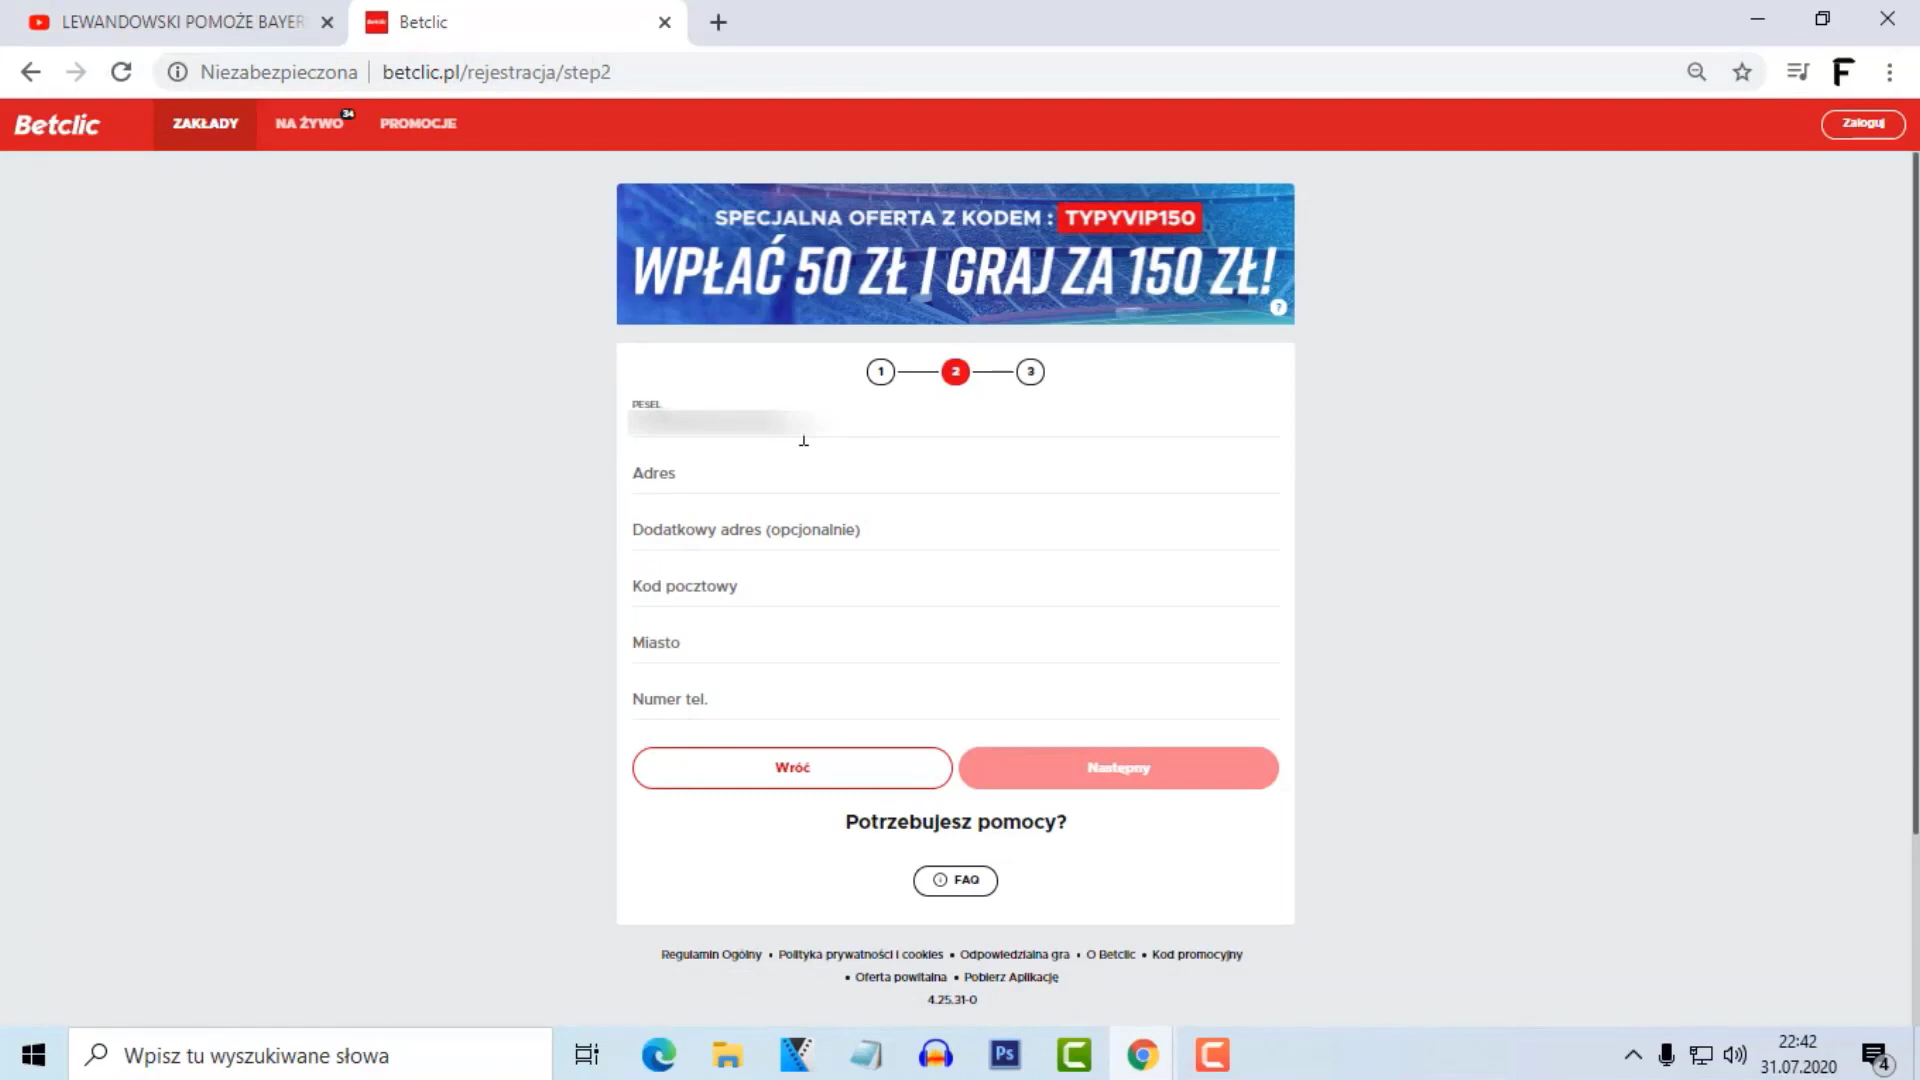 LEWANDOWSKI POMOŻE BAYER
Betclic
Niezabezpieczona
betclic.pl/rejestracja/step2
Betclic
ZAKŁADY
NA ŻYWO
34
PROMOCJE
Zaloguj
SPECJALNA OFERTA Z KODEM : TYPYVIP150
WPŁAĆ 50 ZŁ I GRAJ ZA 150 ZŁ!
?
1
2
3
PESEL
Adres
Dodatkowy adres (opcjonalnie)
Kod pocztowy
Miasto
Numer tel.
Wróć
Następny
Potrzebujesz pomocy?
FAQ
Regulamin Ogólny • Polityka prywatności i cookies • Odpowiedzialna gra • O Betclic • Kod promocyjny
• Oferta powitalna • Pobierz Aplikację
4.25.31-0
Wpisz tu wyszukiwane słowa
Ps
22:42
31.07.2020
4